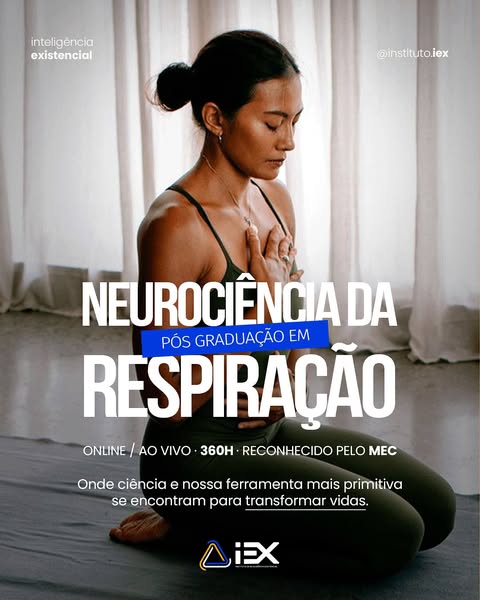 inteligência
existencial
@instituto.iex
NEUROCIÊNCIA DA
PÓS GRADUAÇÃO EM
RESPIRAÇÃO
ONLINE / AO VIVO · 360H · RECONHECIDO PELO MEC
Onde ciência e nossa ferramenta mais primitiva
se encontram para transformar vidas.
iEX